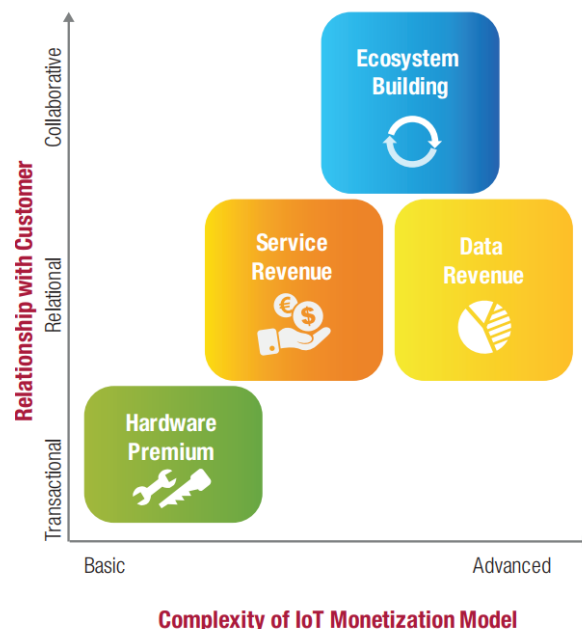 Ecosystem
Building
Service
Revenue
€
$
Data
Revenue
Hardware
Premium
Relationship with Customer
Collaborative
Relational
Transactional
Basic
Advanced
Complexity of IoT Monetization Model